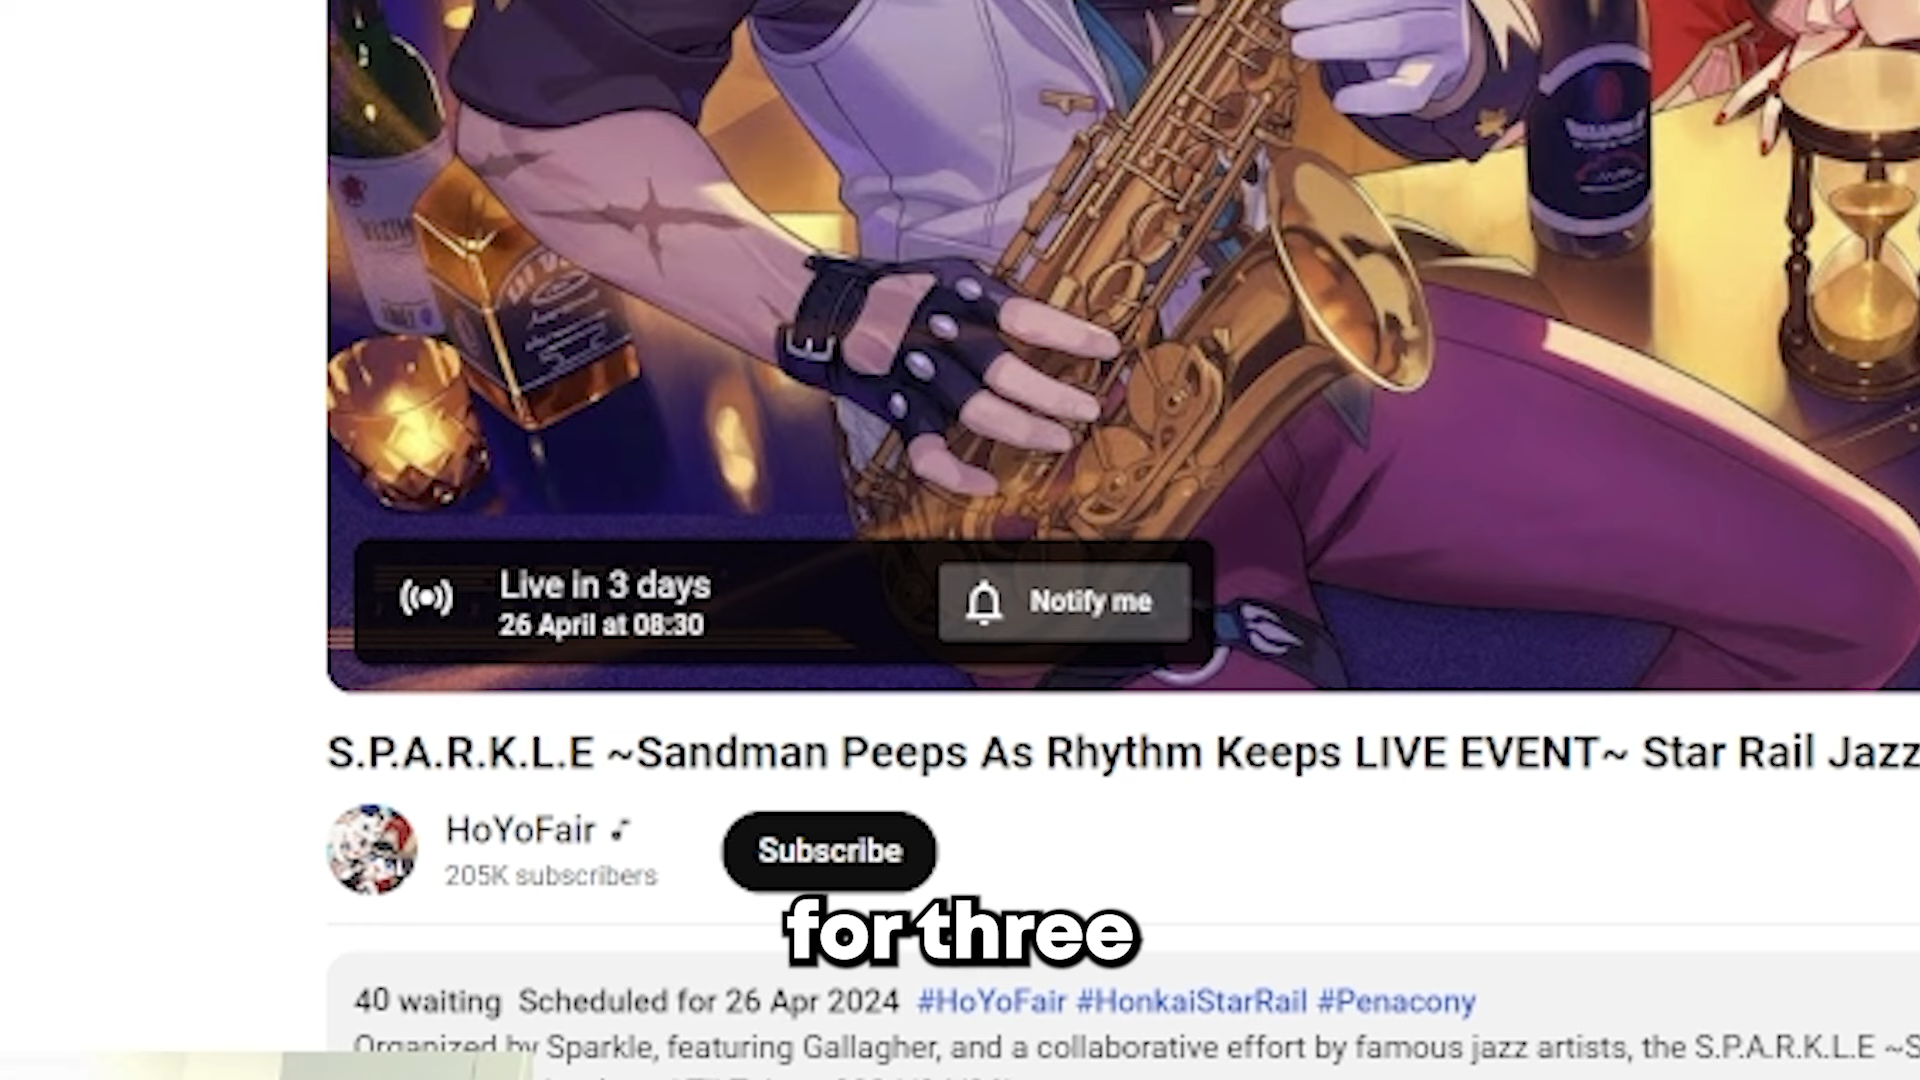 Live in 3 days
26 April at 08:30
Notify me
S.P.A.R.K.L.E ~Sandman Peeps As Rhythm Keeps LIVE EVENT~ Star Rail Jazz
HoYoFair
205K subscribers
Subscribe
for three
40 waiting Scheduled for 26 Apr 2024 #HoYoFair #HonkaiStarRail #Penacony
Organized by Sparkle, featuring Gallagher, and a collaborative effort by famous jazz artists, the S.P.A.R.K.L.E ~S